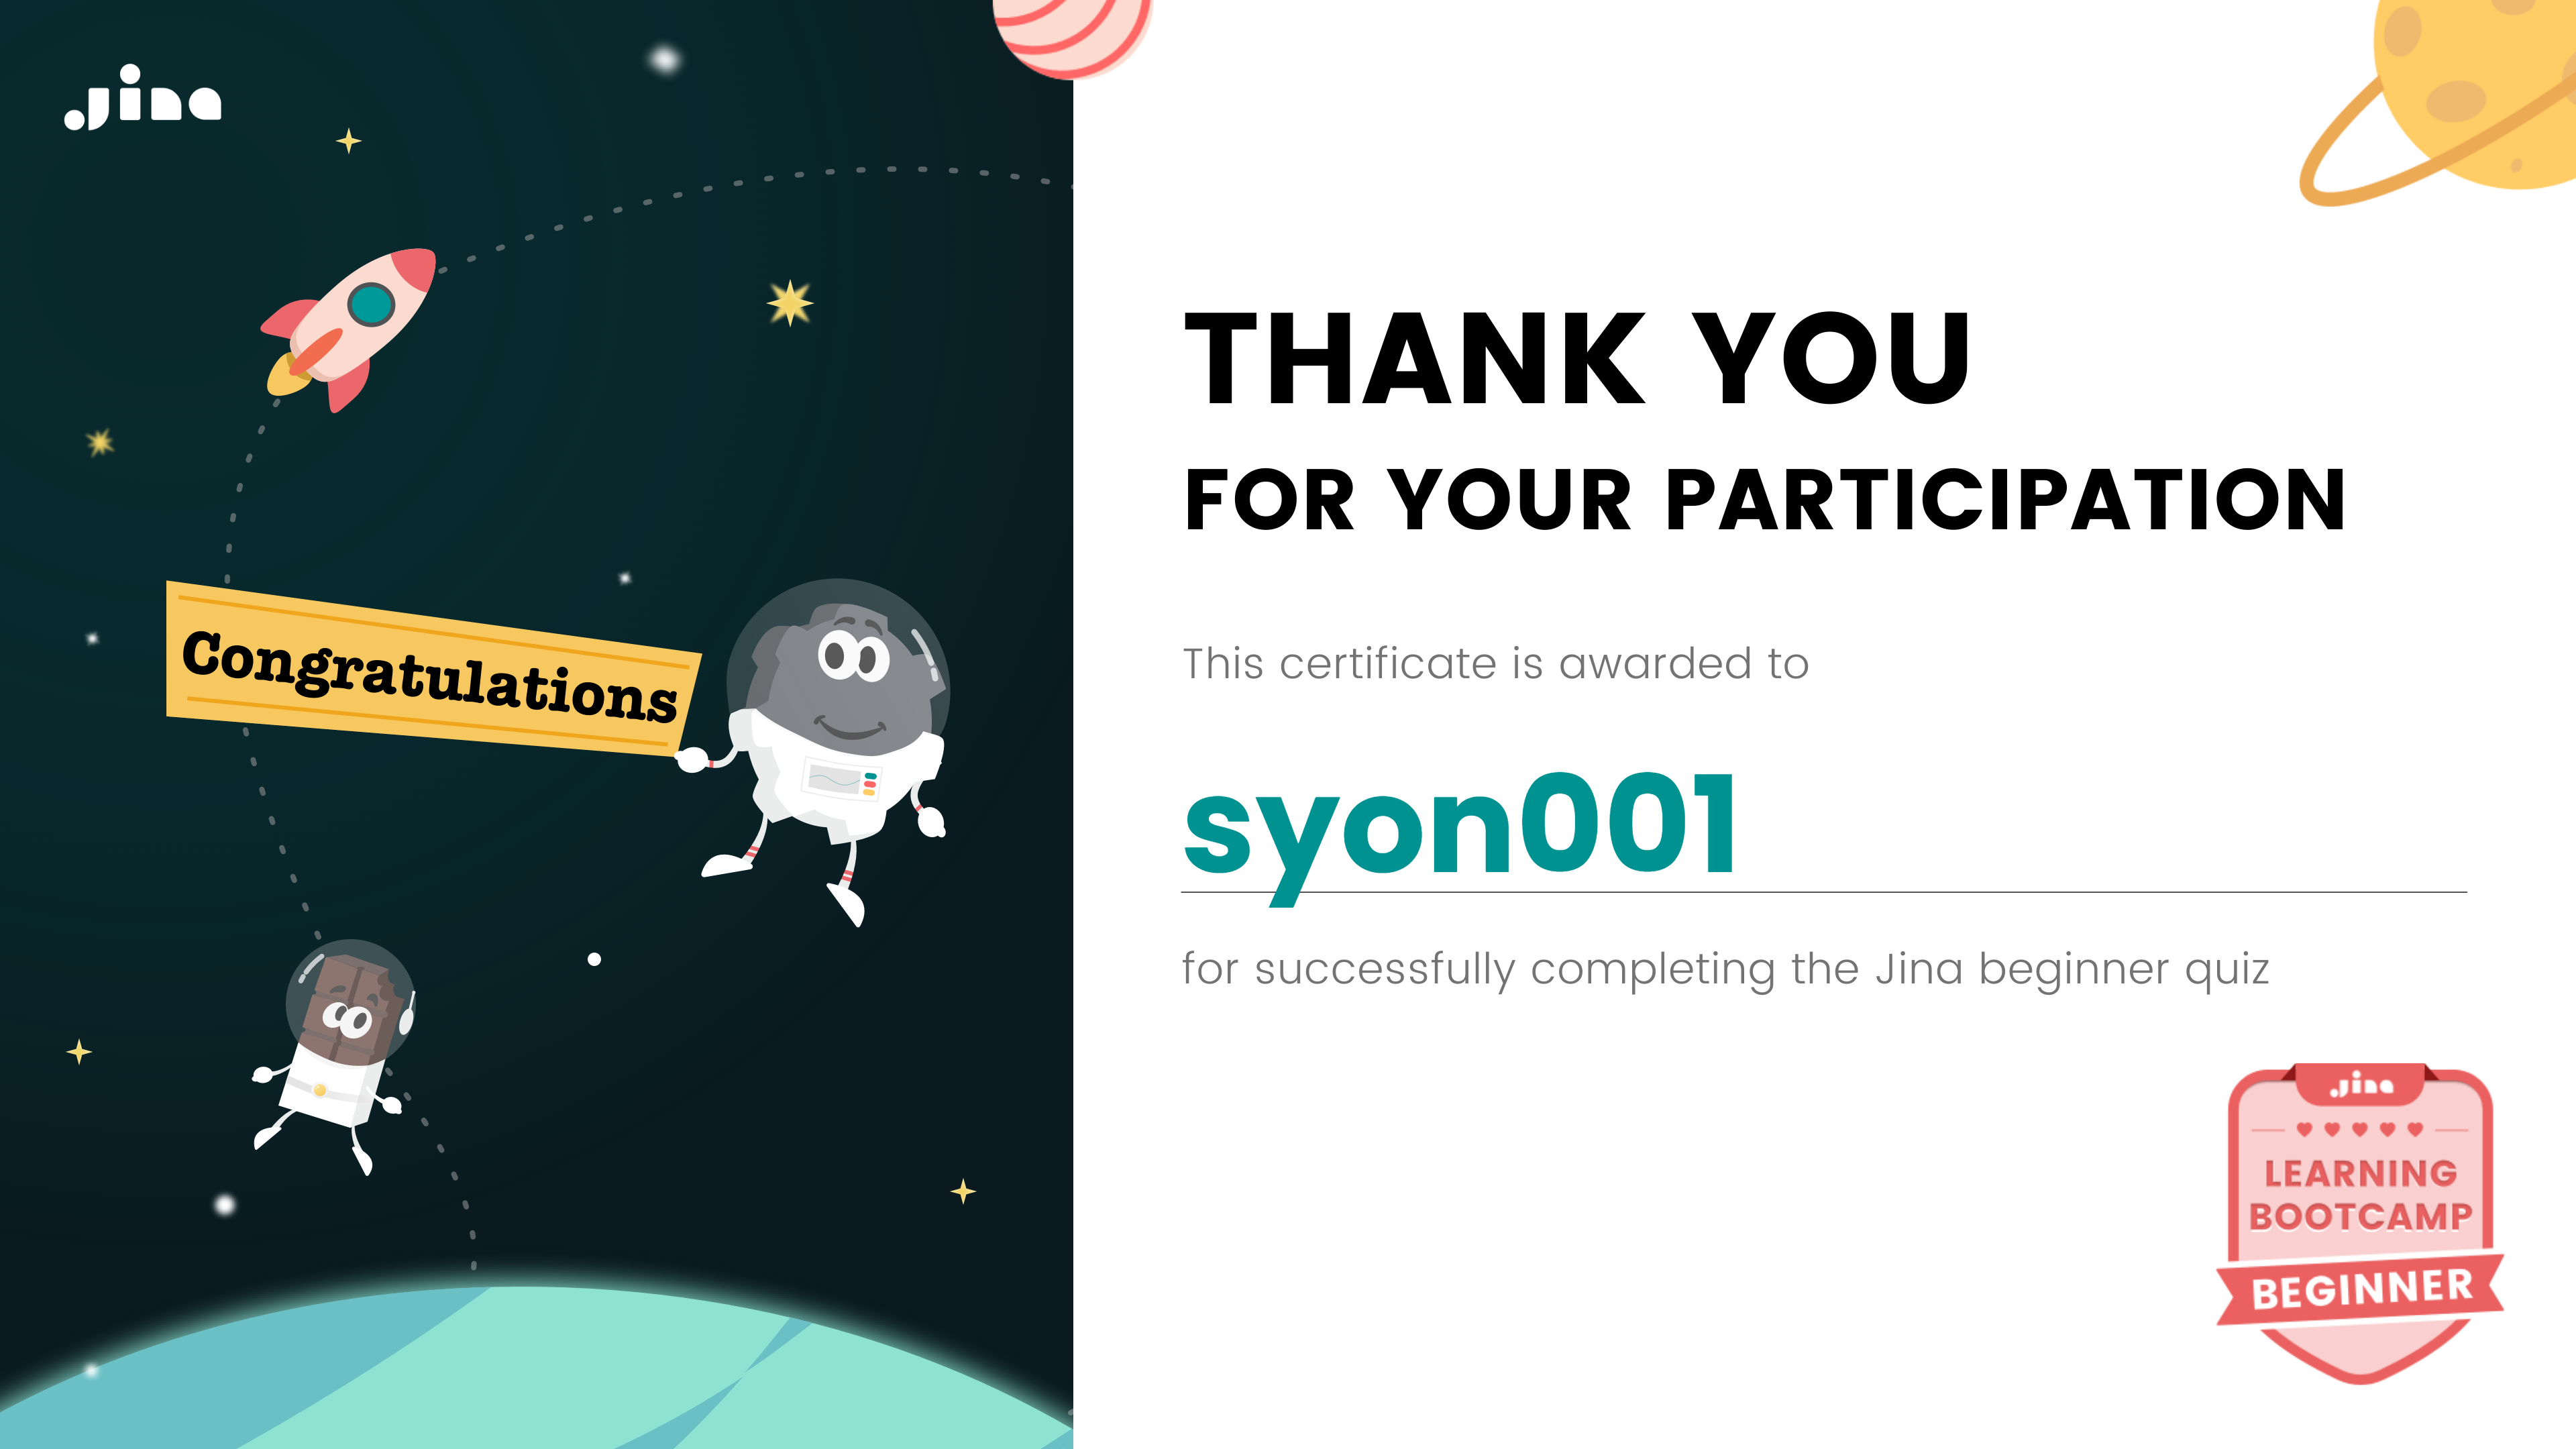 Jina
Congratulations
THANK YOU
FOR YOUR PARTICIPATION
This certificate is awarded to
syon001
for successfully completing the Jina beginner quiz
Jina
LEARNING
BOOTCAMP
BEGINNER